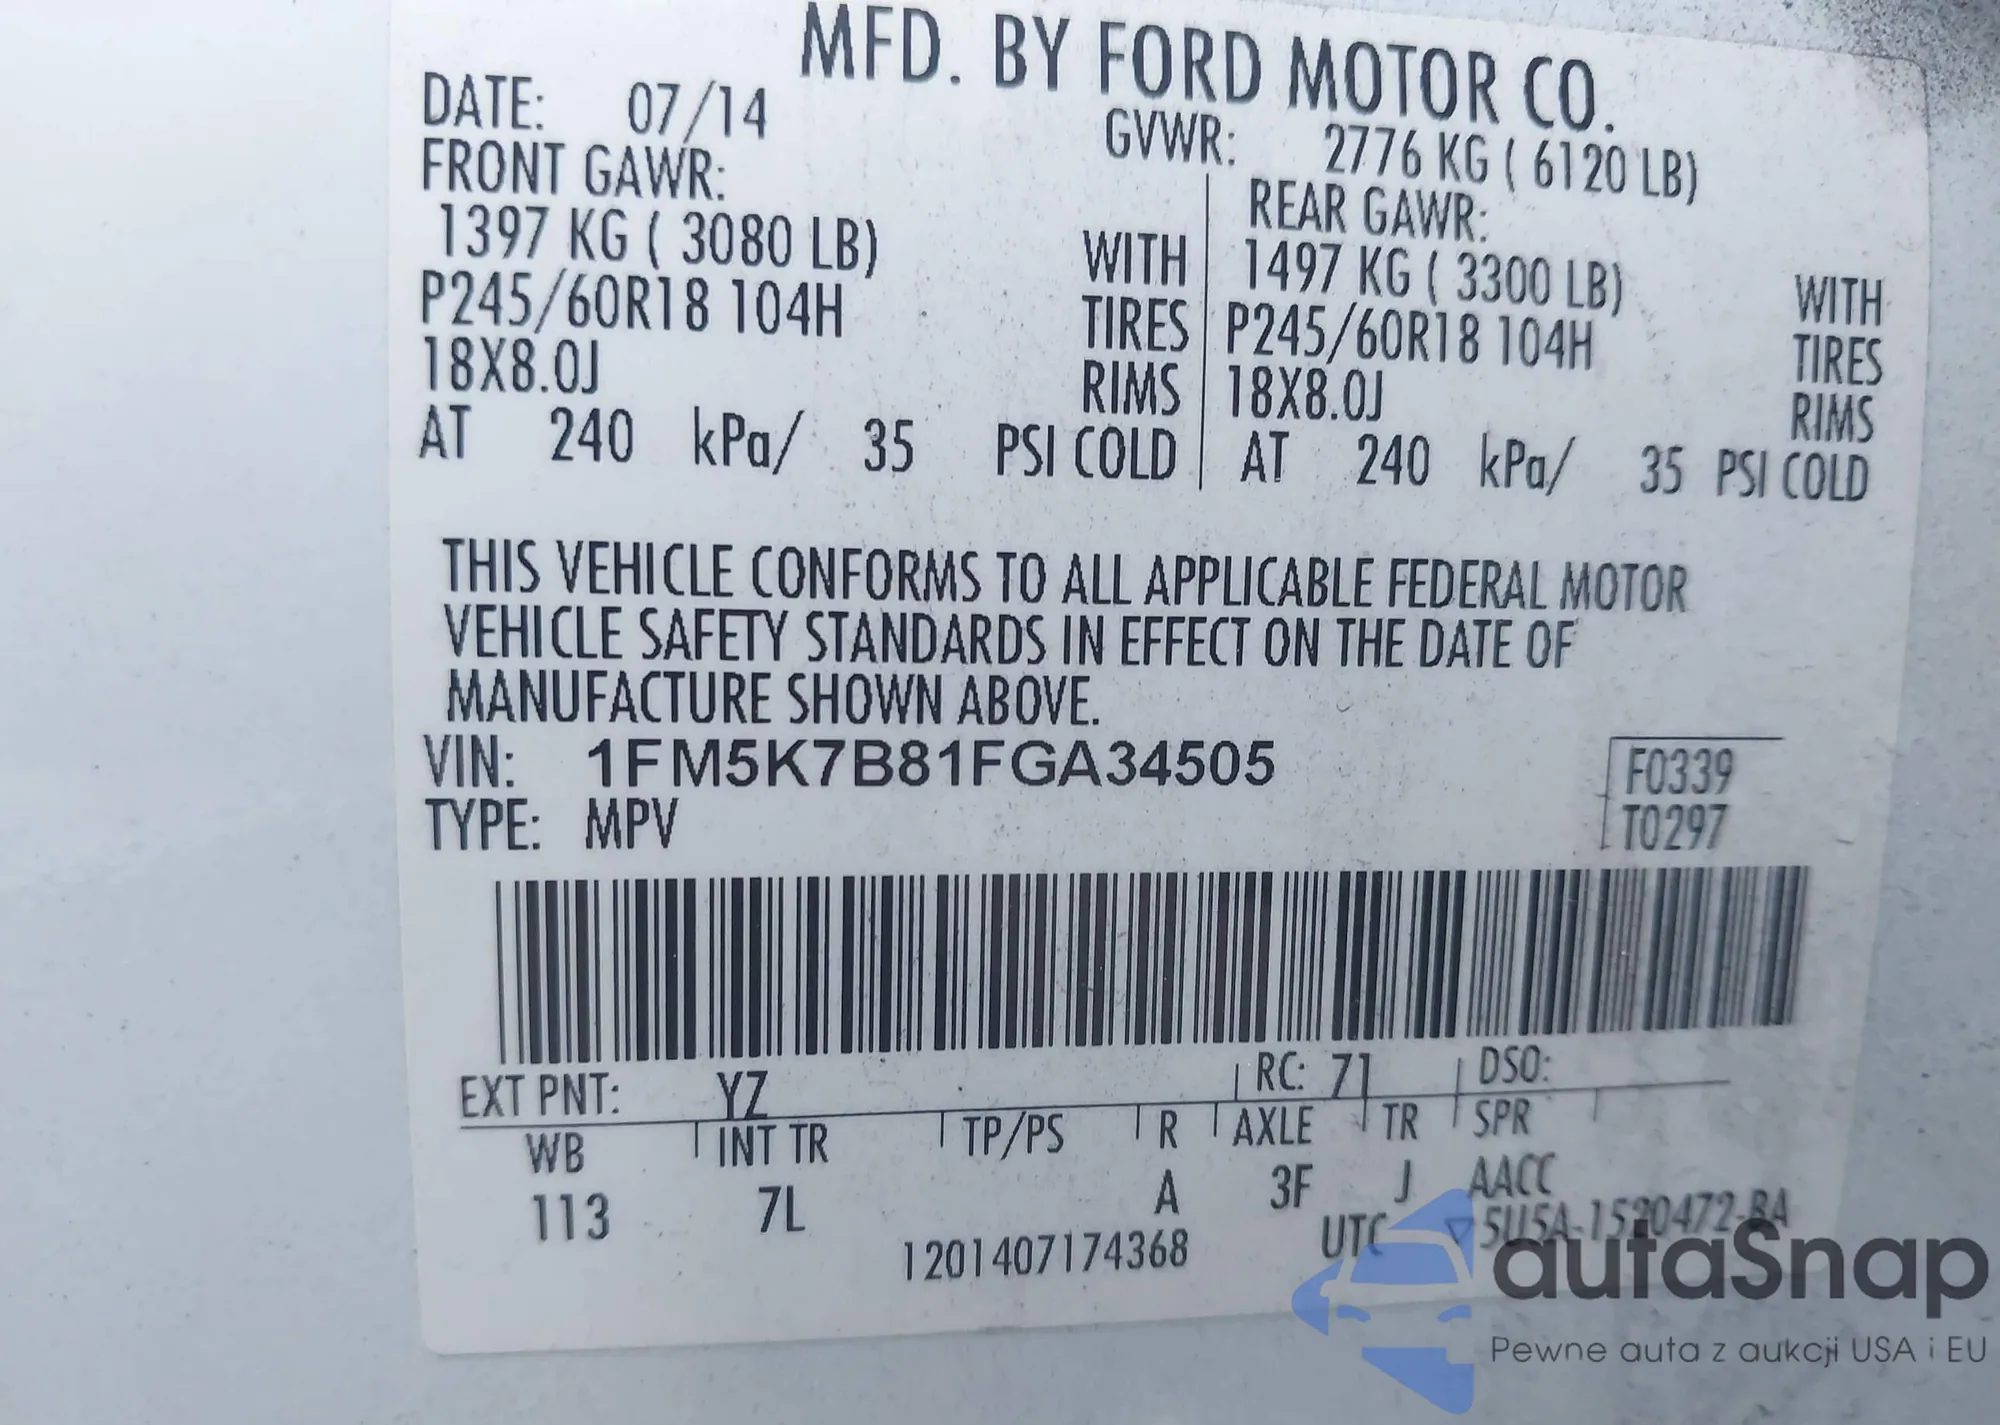 MFD. BY FORD MOTOR CO.
DATE: 07/14 GVWR: 2776 KG ( 6120 LB)
FRONT GAWR: REAR GAWR:
1397 KG ( 3080 LB) WITH 1497 KG ( 3300 LB) WITH
P245/60R18 104H TIRES P245/60R18 104H TIRES
18X8.0J RIMS 18X8.0J RIMS
AT 240 kPa/ 35 PSI COLD AT 240 kPa/ 35 PSI COLD
THIS VEHICLE CONFORMS TO ALL APPLICABLE FEDERAL MOTOR
VEHICLE SAFETY STANDARDS IN EFFECT ON THE DATE OF
MANUFACTURE SHOWN ABOVE.
VIN: 1FM5K7B81FGA34505 F0339
TYPE: MPV T0297
EXT PNT: YZ RC: 71 DSO:
WB INT TR TP/PS R AXLE TR SPR
113 7L A 3F J AACC
1201407174368 UTC ▽5U5A-1520472-BA
autoSnap
Pewne auta z aukcji USA i EU